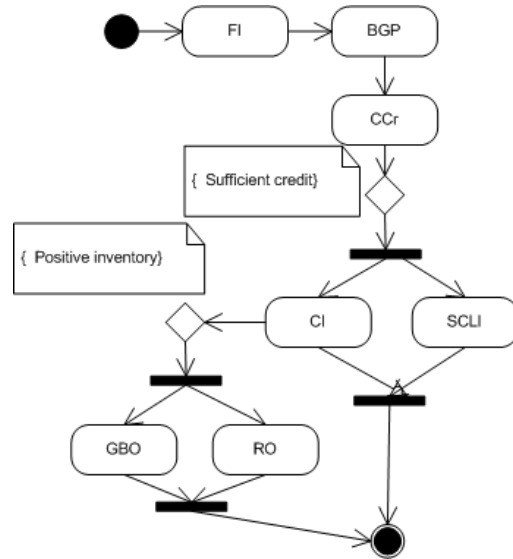 FI
BGP
CCr
{ Sufficient credit}
{ Positive inventory}
CI
SCLI
GBO
RO